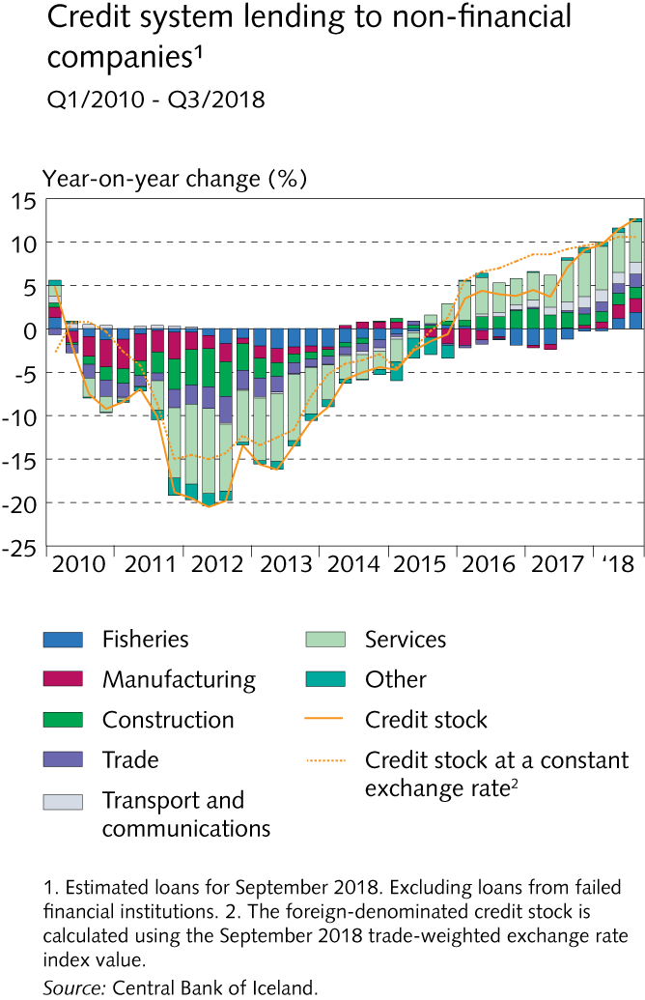 Credit system lending to non-financial
companies¹
Q1/2010 - Q3/2018
Year-on-year change (%)
15
10
5
0
-5
-10
-15
-20
-25
2010 2011 2012 2013 2014 2015 2016 2017 ‘18
Fisheries
Manufacturing
Construction
Trade
Transport and
communications
Services
Other
Credit stock
Credit stock at a constant
exchange rate²
1. Estimated loans for September 2018. Excluding loans from failed
financial institutions. 2. The foreign-denominated credit stock is
calculated using the September 2018 trade-weighted exchange rate
index value.
Source: Central Bank of Iceland.